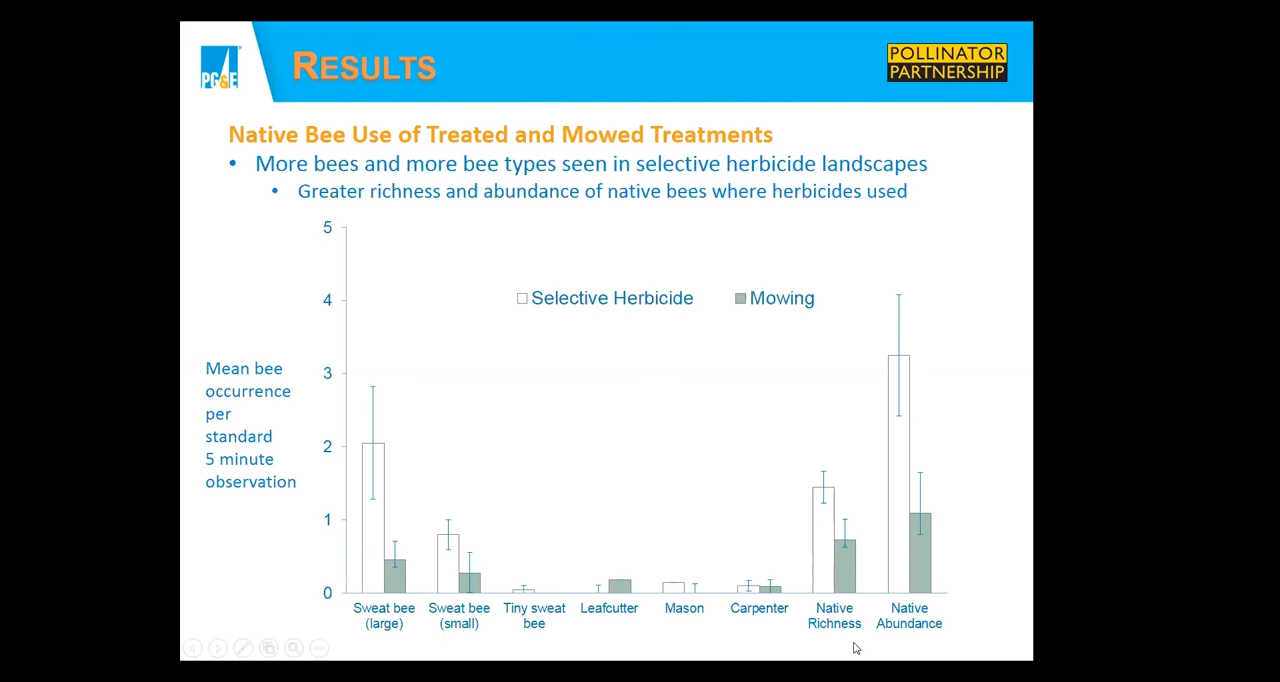 PG&E
RESULTS
POLLINATOR
PARTNERSHIP
Native Bee Use of Treated and Mowed Treatments
• More bees and more bee types seen in selective herbicide landscapes
• Greater richness and abundance of native bees where herbicides used
5
4
3
2
1
0
Selective Herbicide
Mowing
Mean bee
occurrence
per
standard
5 minute
observation
Sweat bee
(large)
Sweat bee
(small)
Tiny sweat
bee
Leafcutter
Mason
Carpenter
Native
Richness
Native
Abundance